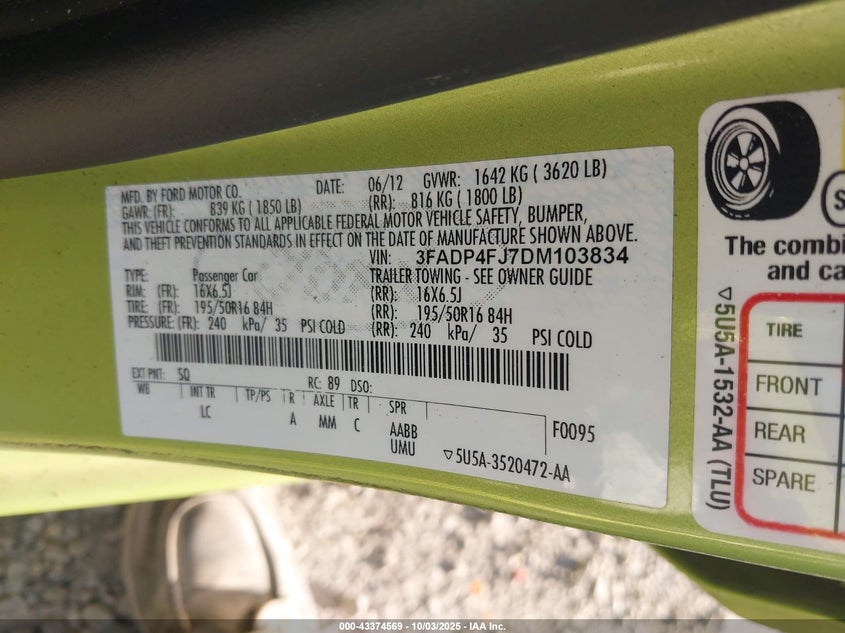 MFD. BY FORD MOTOR CO.
DATE: 06/12 GVWR: 1642 KG ( 3620 LB)
GAWR: (FR): 839 KG ( 1850 LB) (RR): 816 KG ( 1800 LB)
THIS VEHICLE CONFORMS TO ALL APPLICABLE FEDERAL MOTOR VEHICLE SAFETY, BUMPER,
AND THEFT PREVENTION STANDARDS IN EFFECT ON THE DATE OF MANUFACTURE SHOWN ABOVE.
VIN: 3FADP4FJ7DM103834
TYPE: Passenger Car TRAILER TOWING - SEE OWNER GUIDE
RIM: (FR) 16X6.5J (RR): 16X6.5J
TIRE: (FR) 195/50R16 84H (RR): 195/50R16 84H
PRESSURE: (FR): 240 kPa/ 35 PSI COLD (RR): 240 kPa/ 35 PSI COLD
EXT PNT: SQ RC: 89 DSO:
WB INT TR TP/PS R AXLE TR SPR
LC A MM C AABB F0095
UMU ▽5U5A-3520472-AA
The combi
and ca
▽5U5A-1532-AA (TLU)
TIRE
FRONT
REAR
SPARE
000-43374569 - 10/03/2025 - IAA Inc.